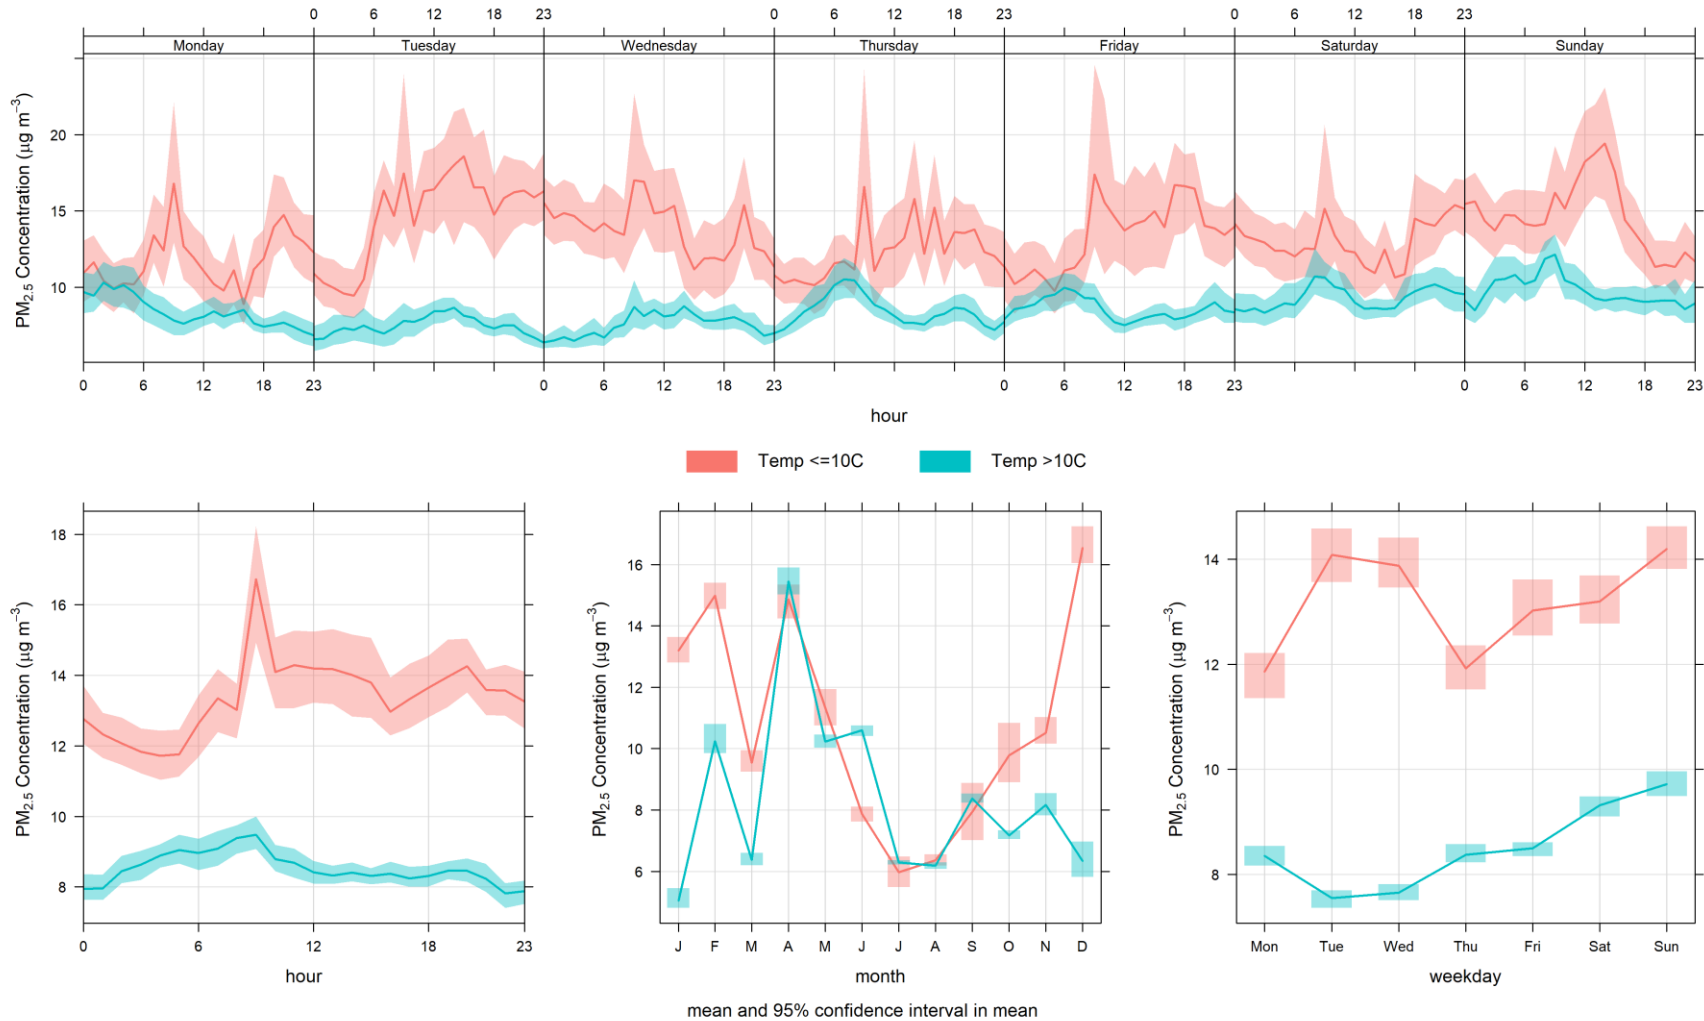 0 6 12 18 23 0 6 12 18 23 0 6 12 18 23
Monday Tuesday Wednesday Thursday Friday Saturday Sunday
PM2.5 Concentration (μg m−3)
20
15
10
0 6 12 18 23 0 6 12 18 23 0 6 12 18 23 0 6 12 18 23
hour
Temp <=10C Temp >10C
PM2.5 Concentration (μg m−3)
18
16
14
12
10
8
0 6 12 18 23
hour
PM2.5 Concentration (μg m−3)
16
14
12
10
8
6
J F M A M J J A S O N D
month
PM2.5 Concentration (μg m−3)
14
12
10
8
Mon Tue Wed Thu Fri Sat Sun
weekday
mean and 95% confidence interval in mean